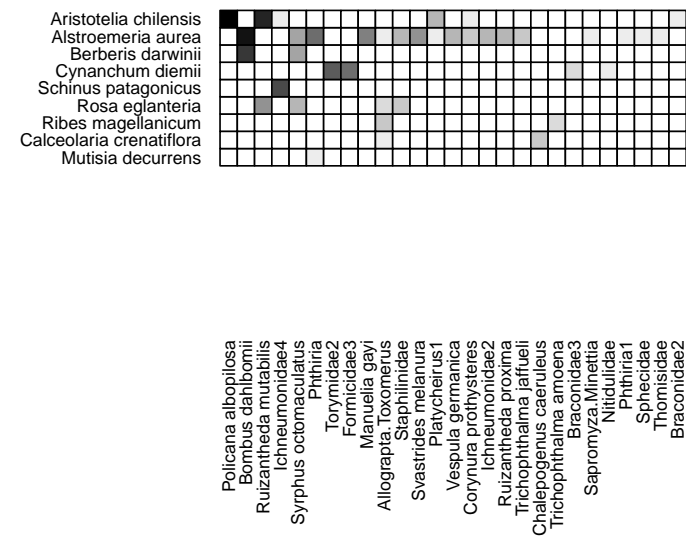 Aristotelia chilensis
Alstroemeria aurea
Berberis darwinii
Cynanchum diemii
Schinus patagonicus
Rosa eglanteria
Ribes magellanicum
Calceolaria crenatiflora
Mutisia decurrens
Policana albopilosa
Bombus dahlbomii
Ruizantheda mutabilis
Ichneumonidae4
Syrphus octomaculatus
Phthiria
Torymidae2
Formicidae3
Manuelia gayi
Allograpta.Toxomerus
Staphilinidae
Svastrides melanura
Platycheirus1
Vespula germanica
Corynura prothysteres
Ichneumonidae2
Ruizantheda proxima
Trichophthalma jaffueli
Chalepogenus caeruleus
Trichophthalma amoena
Braconidae3
Sapromyza.Minettia
Nitidulidae
Phthiria1
Sphecidae
Thomisidae
Braconidae2